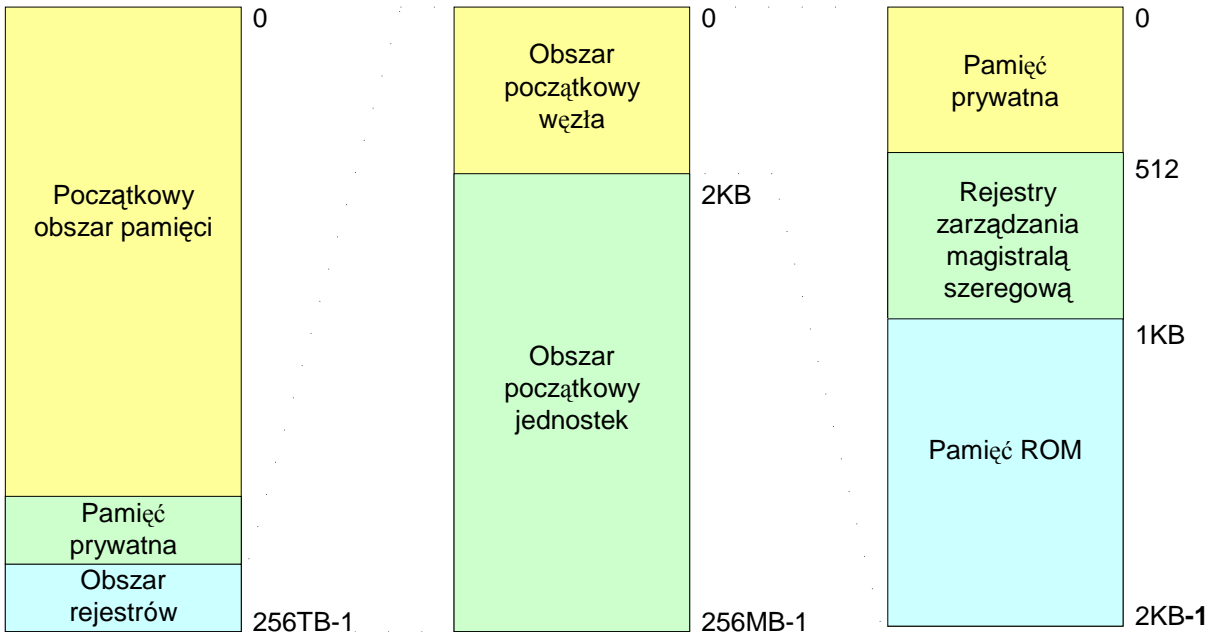 0
Początkowy
obszar pamięci
Pamięć
prywatna
Obszar
rejestrów
256TB-1
0
Obszar
początkowy
węzła
2KB
Obszar
początkowy
jednostek
256MB-1
0
Pamięć
prywatna
512
Rejestry
zarządzania
magistralą
szeregową
1KB
Pamięć ROM
2KB-1